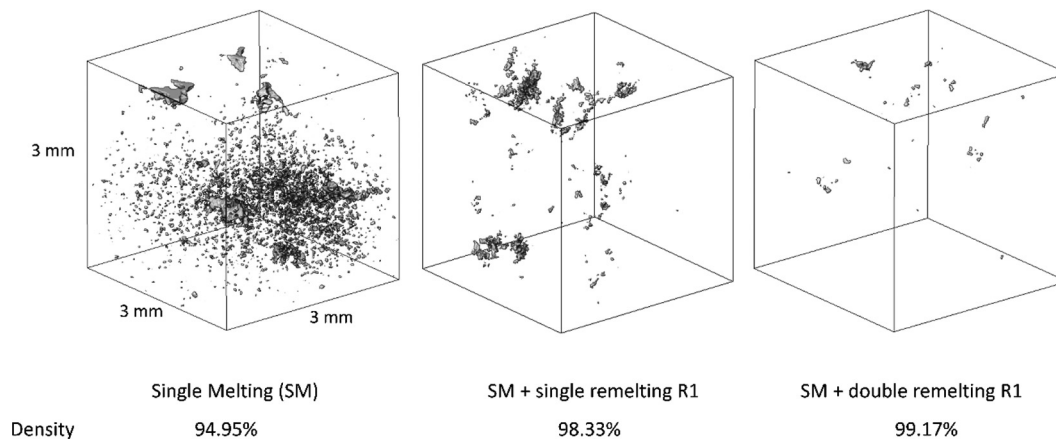 3 mm
3 mm
3 mm
Single Melting (SM) SM + single remelting R1 SM + double remelting R1
Density 94.95% 98.33% 99.17%